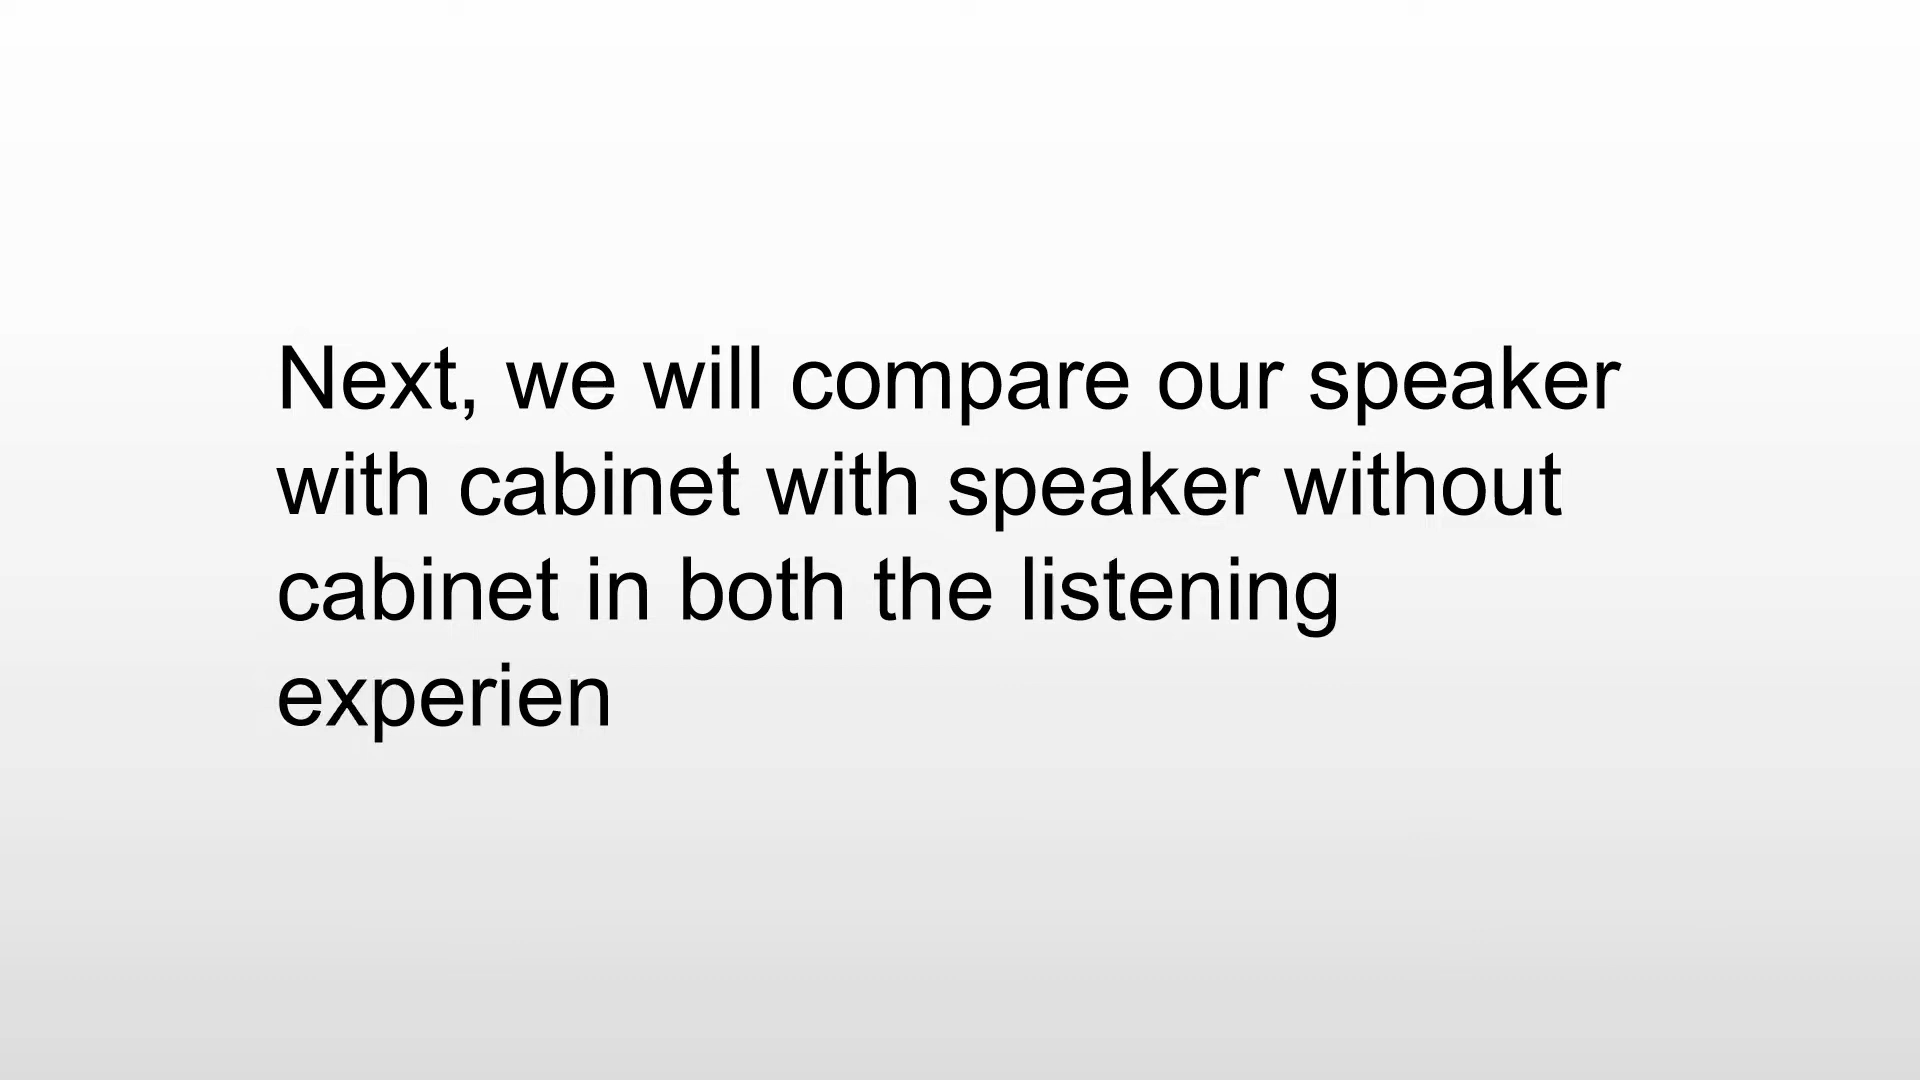 Next, we will compare our speaker
with cabinet with speaker without
cabinet in both the listening
experien